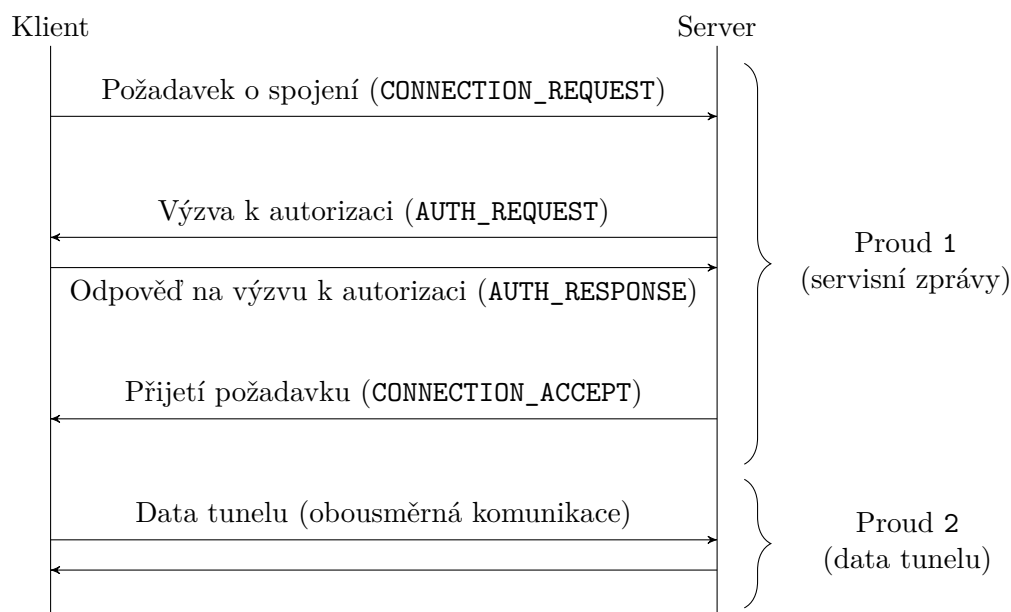 Klient
Server
Požadavek o spojení (CONNECTION_REQUEST)
Výzva k autorizaci (AUTH_REQUEST)
Odpověď na výzvu k autorizaci (AUTH_RESPONSE)
Přijetí požadavku (CONNECTION_ACCEPT)
Proud 1
(servisní zprávy)
Data tunelu (obousměrná komunikace)
Proud 2
(data tunelu)